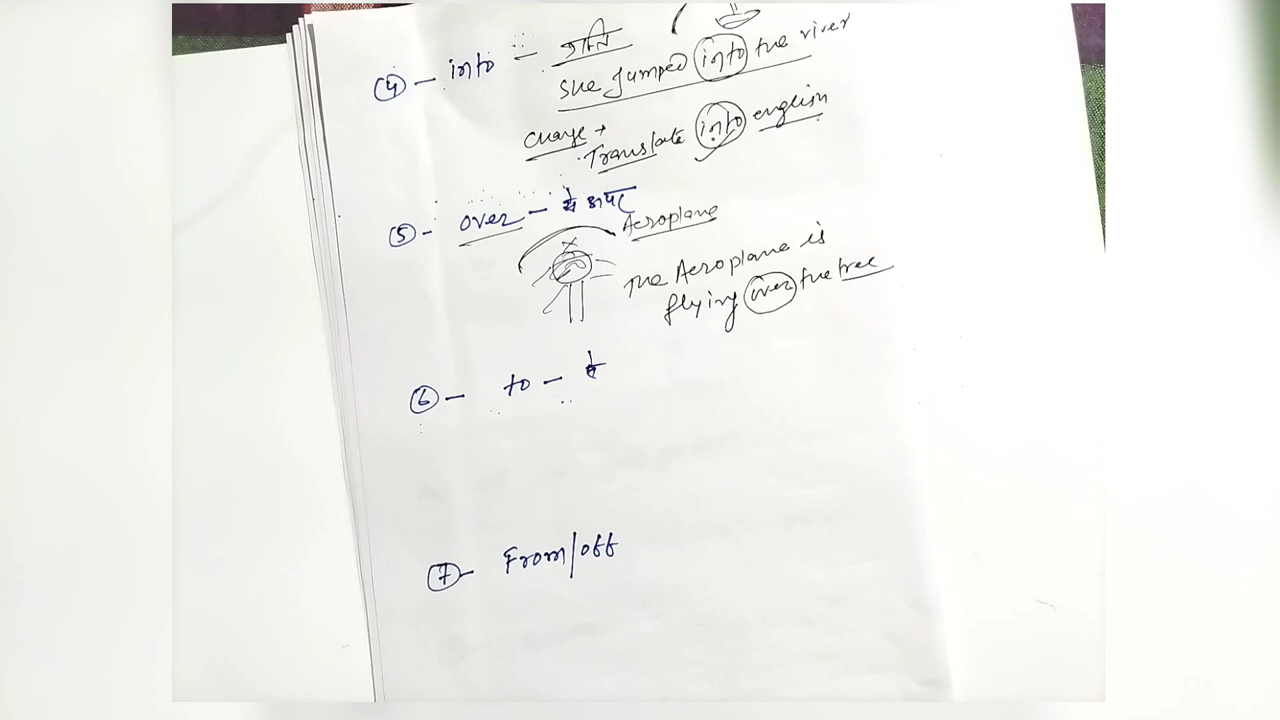 ④ - into = गति
She Jumped into the river
Change →
Translate into english
⑤ - over - के ऊपर
Aeroplane
The Aeroplane is
flying over the tree
⑥ - to - के
⑦ - From/off